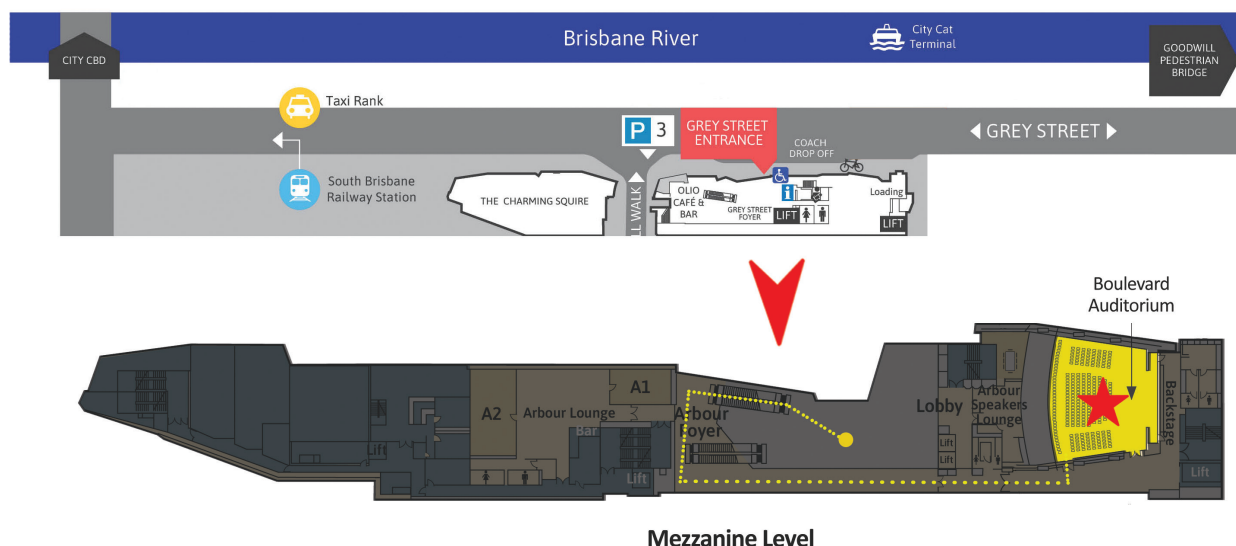 Brisbane River
City Cat
Terminal
CITY CBD
GOODWILL
PEDESTRIAN
BRIDGE
Taxi Rank
P 3
GREY STREET
ENTRANCE
GREY STREET
COACH
DROP OFF
South Brisbane
Railway Station
THE CHARMING SQUIRE
LL WALK
OLIO
CAFÉ &
BAR
GREY STREET
FOYER
i
LIFT
Loading
LIFT
Boulevard
Auditorium
A1
A2
Arbour Lounge
Bar
Lift
Lift
Arbour
Foyer
Lobby
Lift
Lift
Arbour
Speakers
Lounge
Backstage
Lift
Mezzanine Level